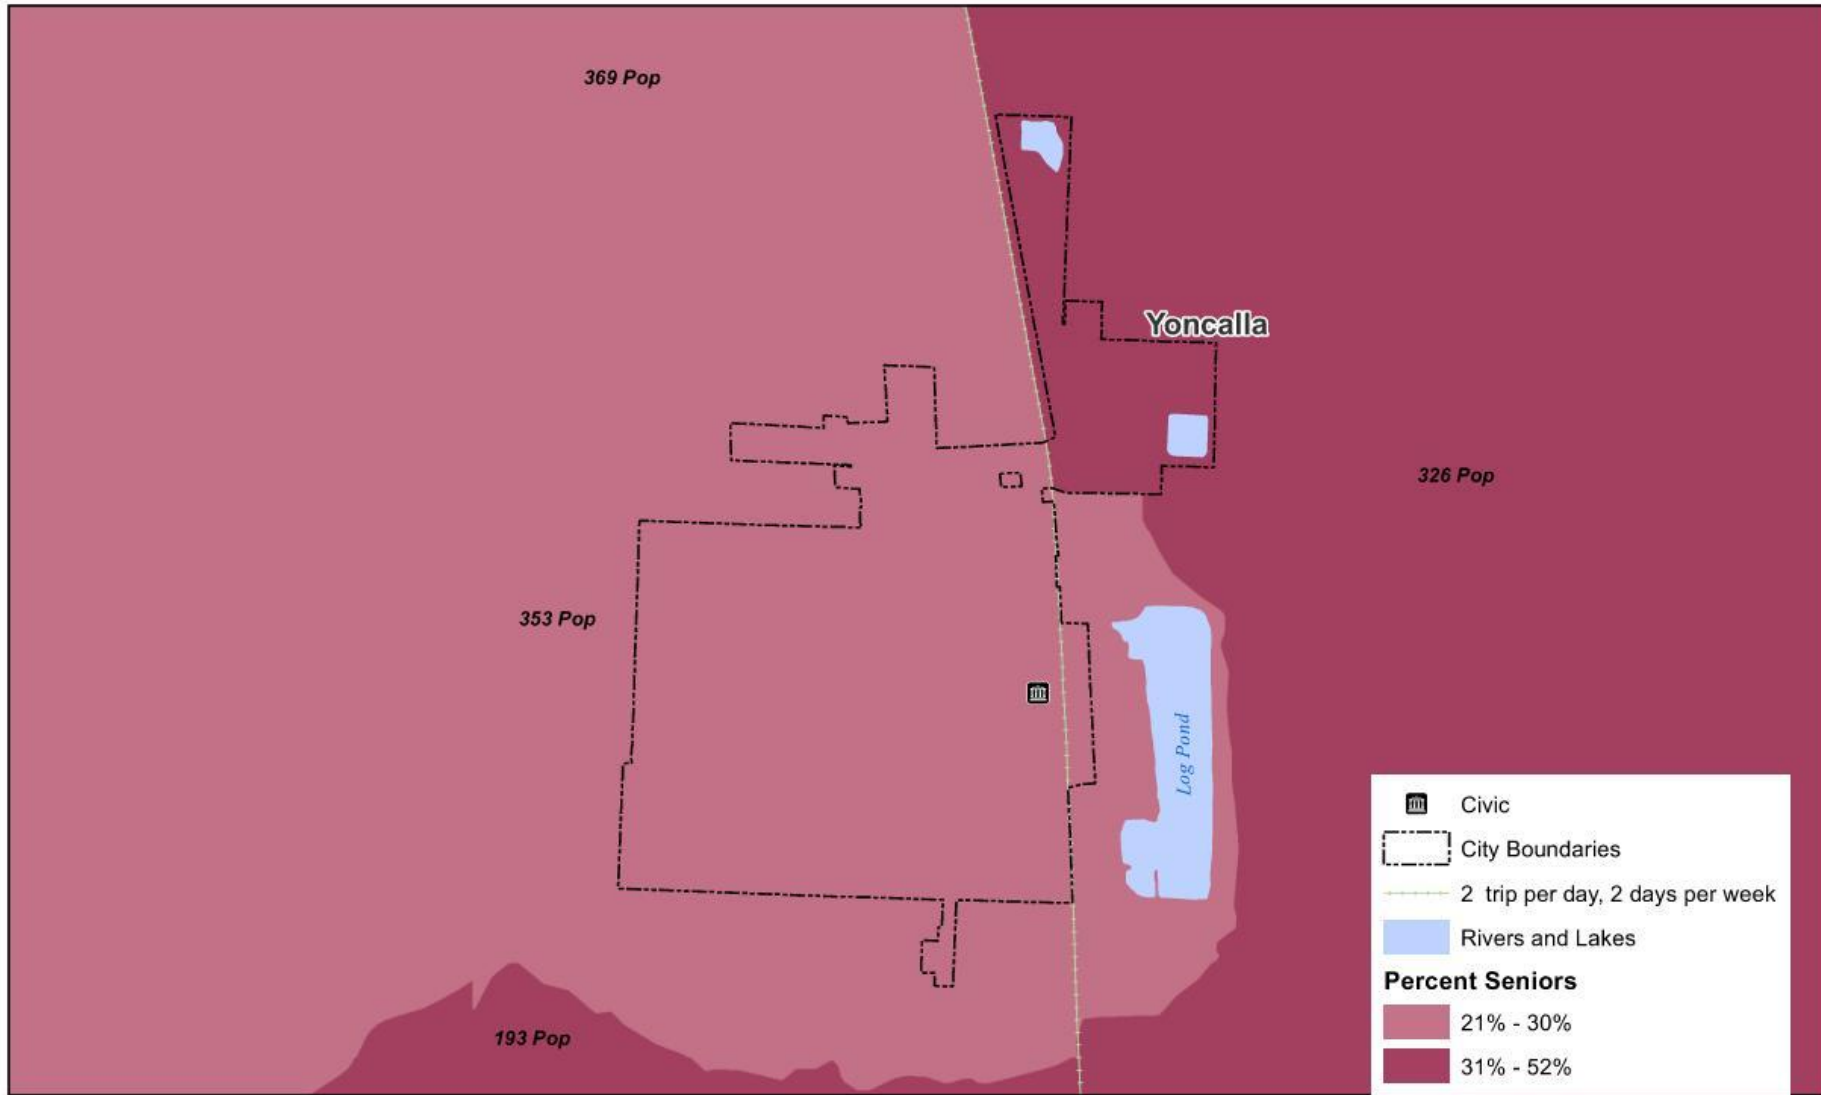 369 Pop
Yoncalla
326 Pop
353 Pop
Log Pond
193 Pop
Civic
City Boundaries
2 trip per day, 2 days per week
Rivers and Lakes
Percent Seniors
21% - 30%
31% - 52%